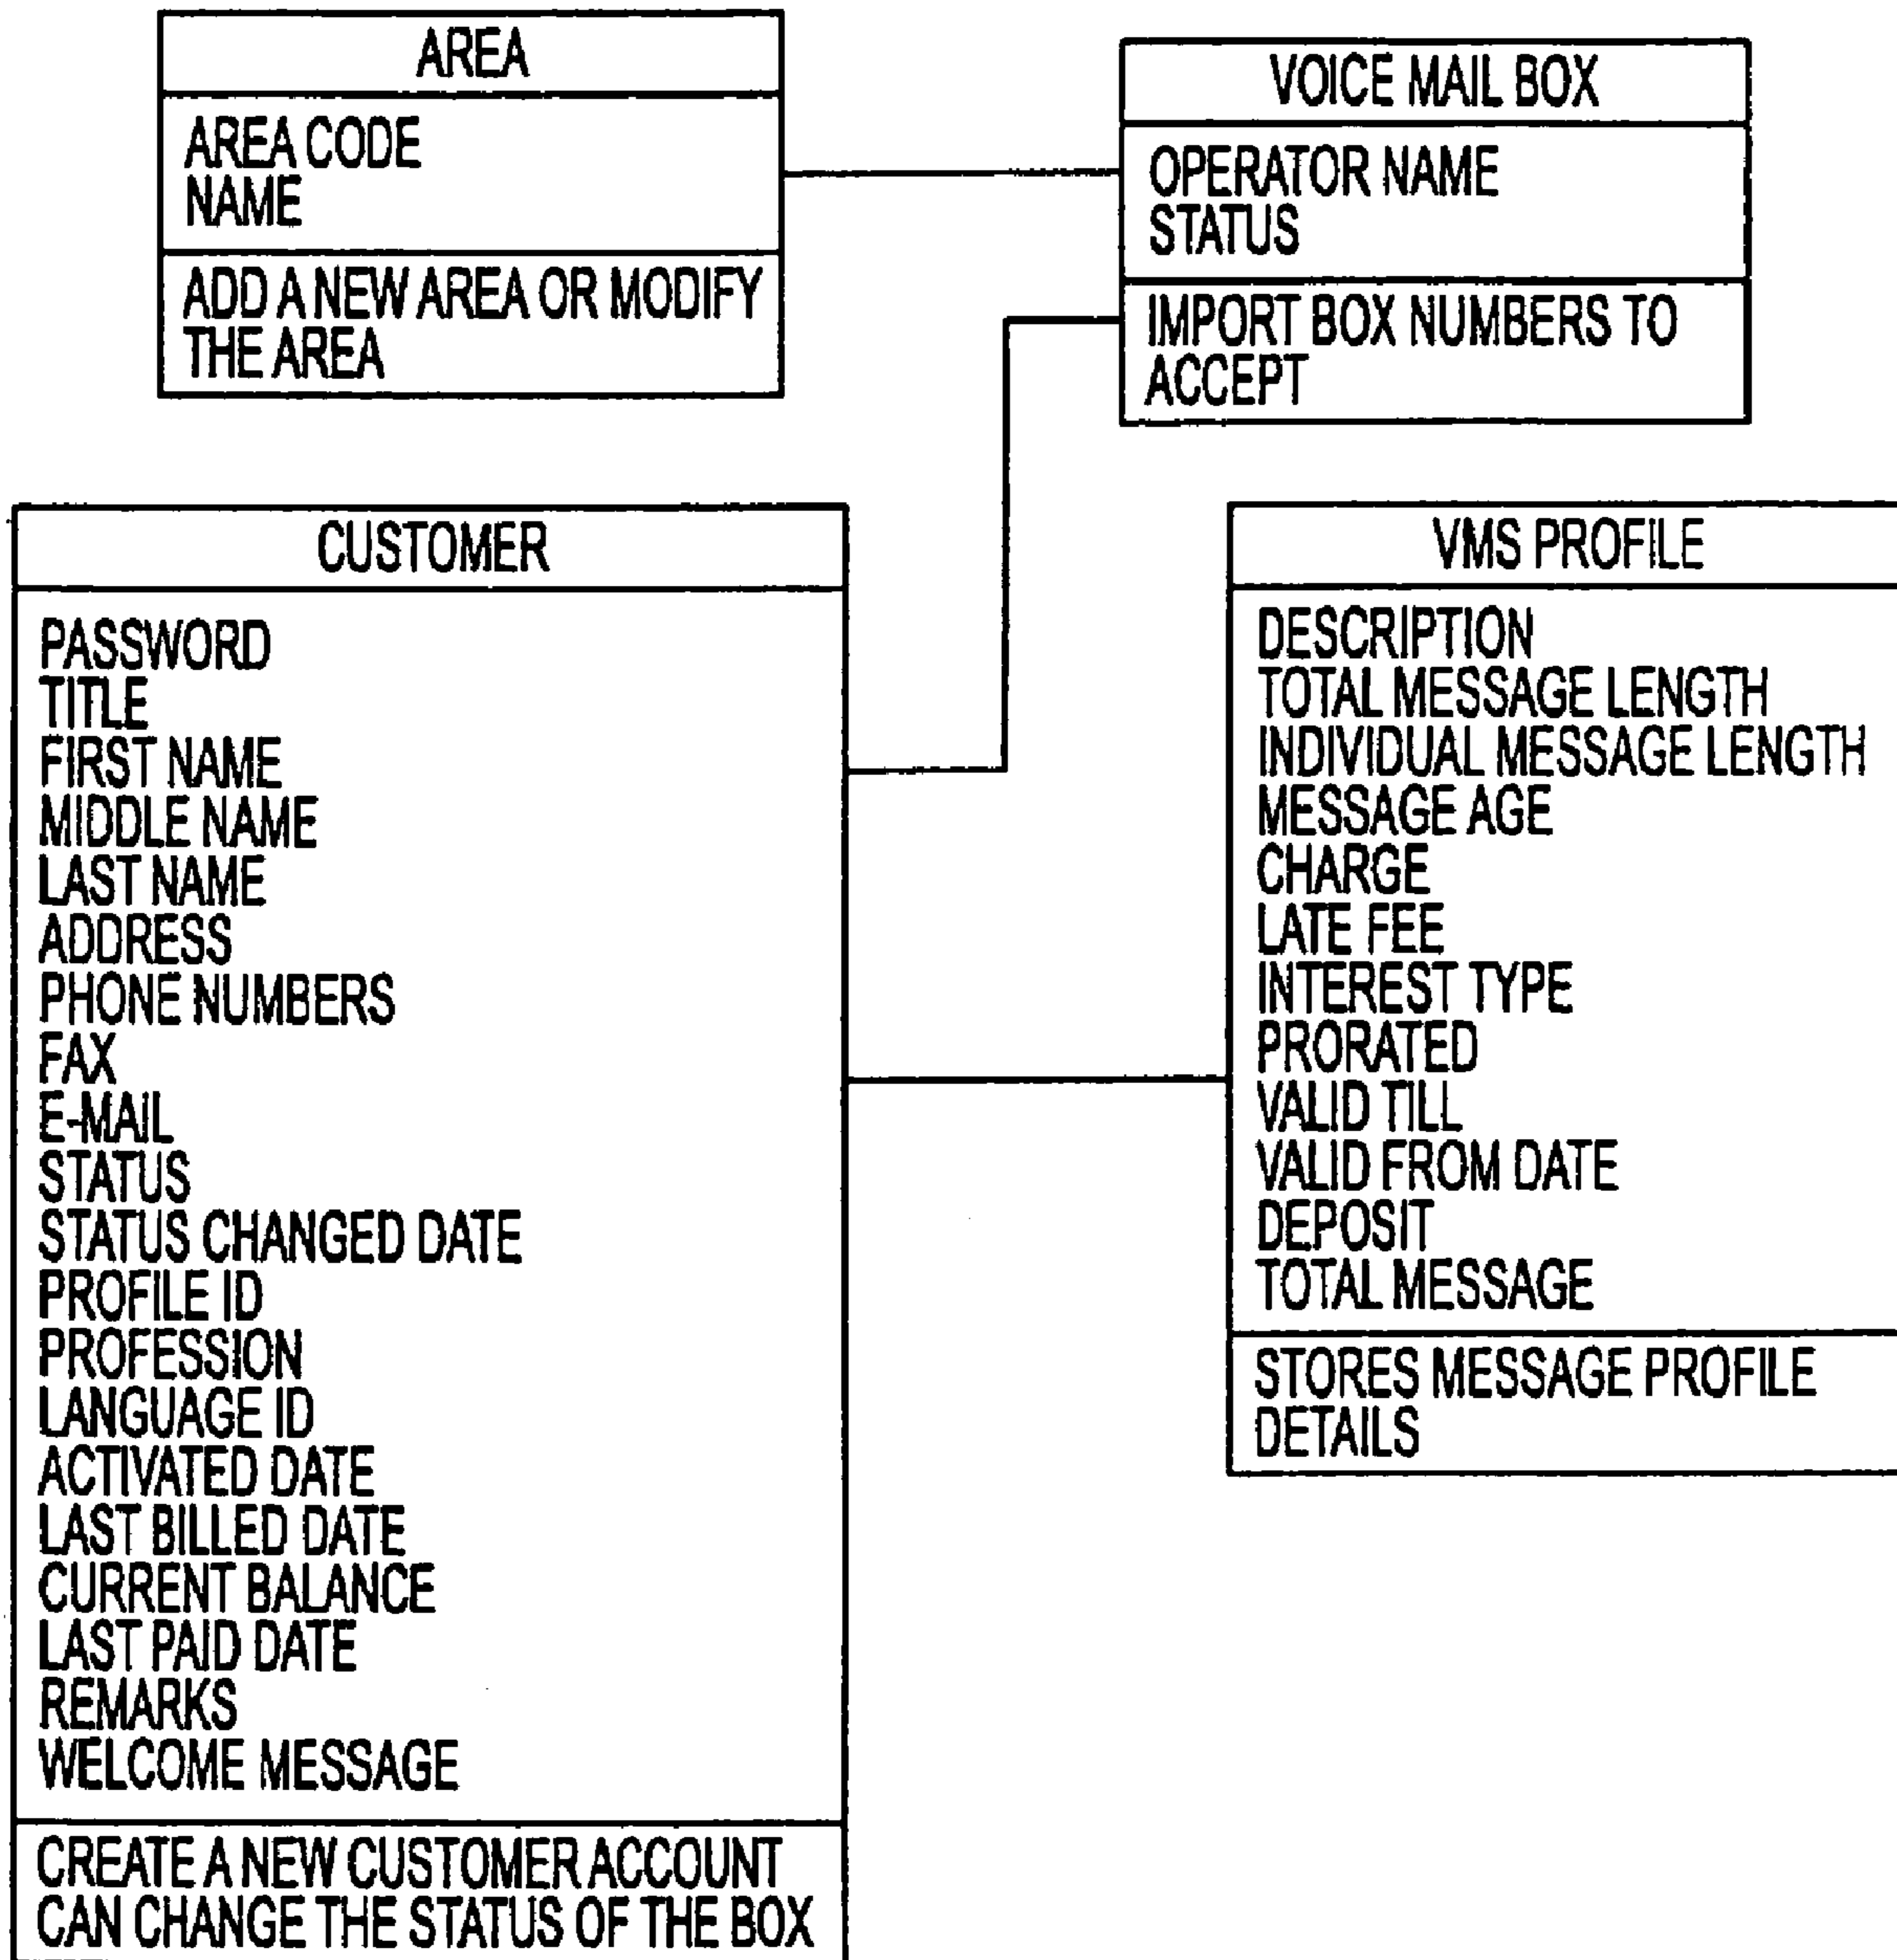 AREA
AREA CODE
NAME
ADD A NEW AREA OR MODIFY
THE AREA
VOICE MAIL BOX
OPERATOR NAME
STATUS
IMPORT BOX NUMBERS TO
ACCEPT
CUSTOMER
PASSWORD
TITLE
FIRST NAME
MIDDLE NAME
LAST NAME
ADDRESS
PHONE NUMBERS
FAX
E-MAIL
STATUS
STATUS CHANGED DATE
PROFILE ID
PROFESSION
LANGUAGE ID
ACTIVATED DATE
LAST BILLED DATE
CURRENT BALANCE
LAST PAID DATE
REMARKS
WELCOME MESSAGE
CREATE A NEW CUSTOMER ACCOUNT
CAN CHANGE THE STATUS OF THE BOX
VMS PROFILE
DESCRIPTION
TOTAL MESSAGE LENGTH
INDIVIDUAL MESSAGE LENGTH
MESSAGE AGE
CHARGE
LATE FEE
INTEREST TYPE
PRORATED
VALID TILL
VALID FROM DATE
DEPOSIT
TOTAL MESSAGE
STORES MESSAGE PROFILE
DETAILS